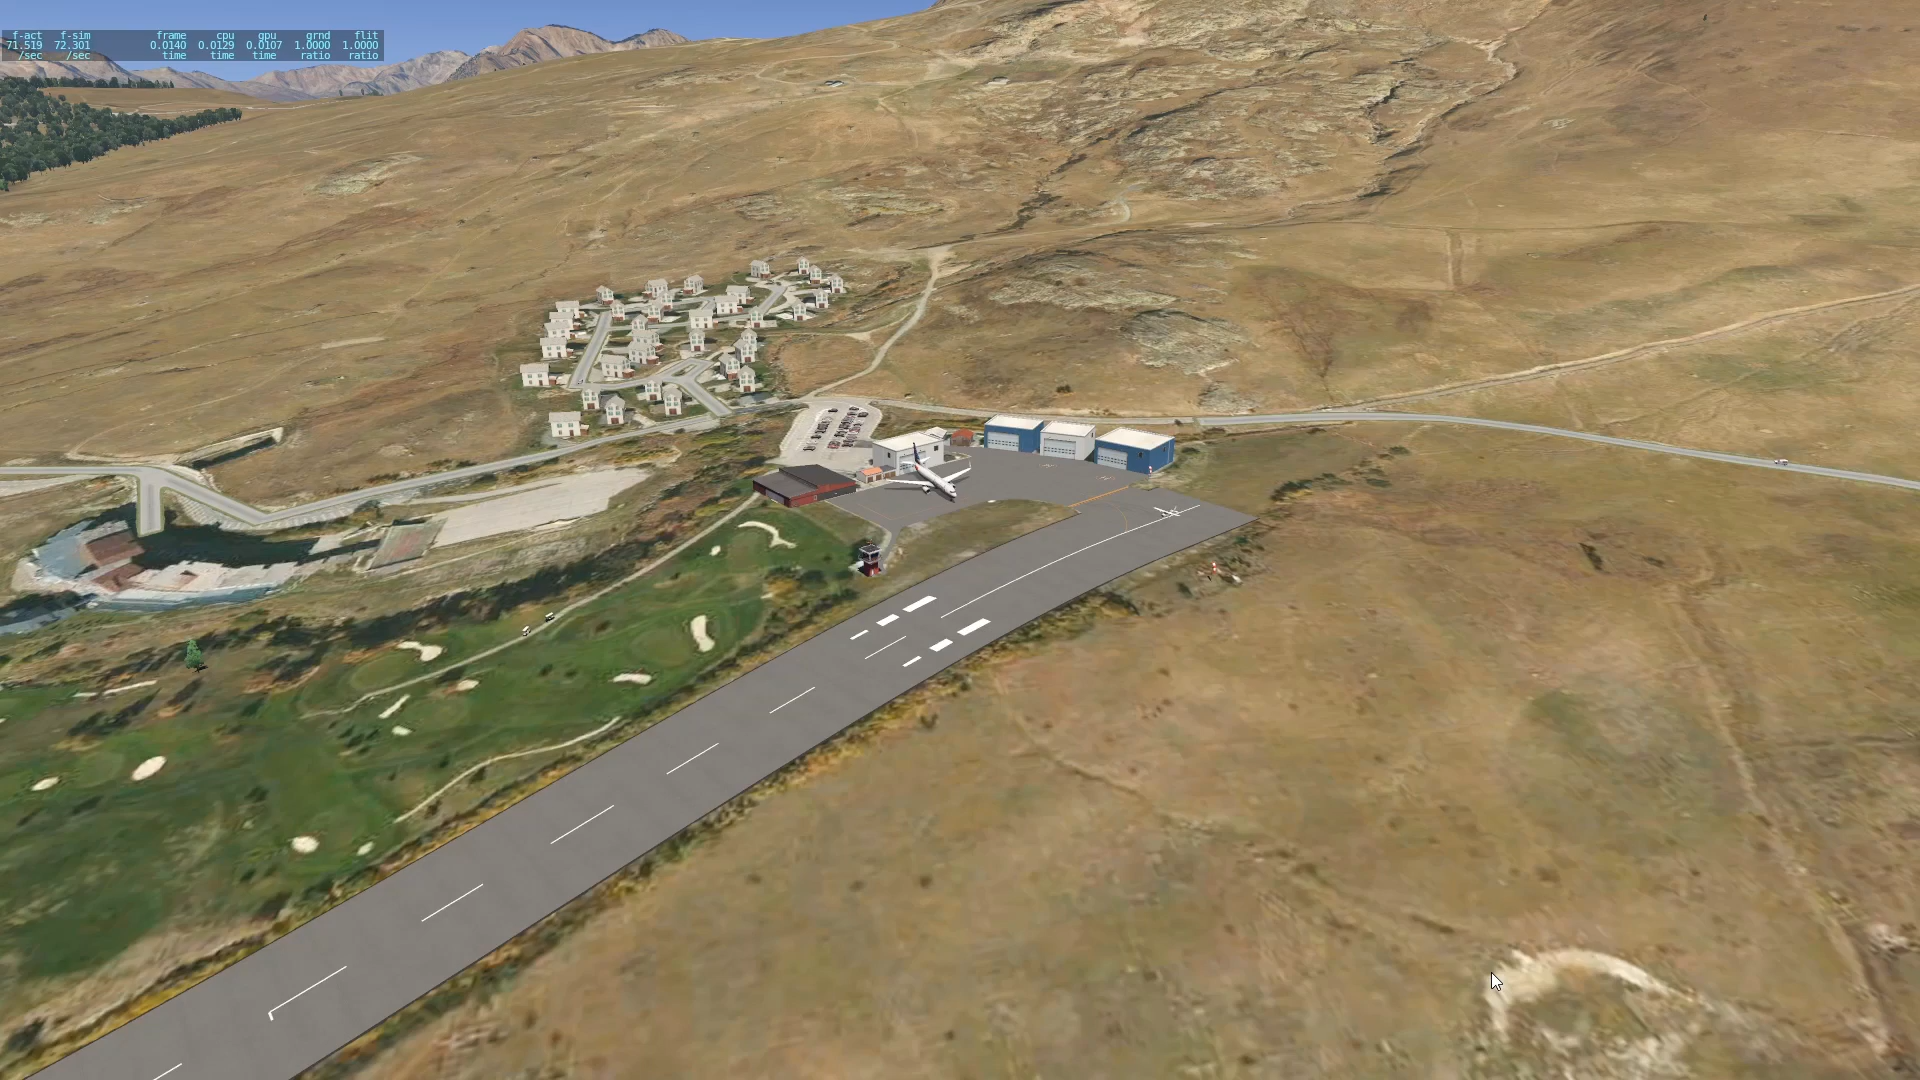 f-act f-sim frame cpu gpu grnd flit
71.519 72.301 0.0140 0.0129 0.0107 1.0000 1.0000
/sec /sec time time time ratio ratio